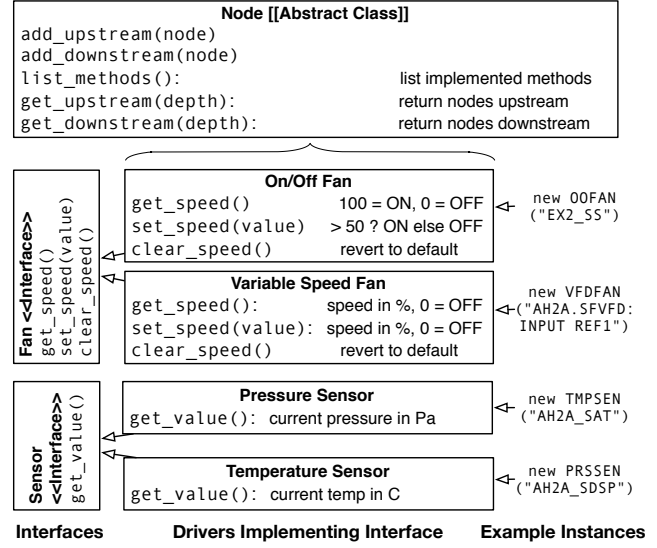 Node [[Abstract Class]]
add_upstream(node)
add_downstream(node)
list_methods(): list implemented methods
get_upstream(depth): return nodes upstream
get_downstream(depth): return nodes downstream
Fan <<Interface>>
get_speed()
set_speed(value)
clear_speed()
On/Off Fan
get_speed() 100 = ON, 0 = OFF
set_speed(value) > 50 ? ON else OFF
clear_speed() revert to default
new OOFAN
("EX2_SS")
Variable Speed Fan
get_speed(): speed in %, 0 = OFF
set_speed(value): speed in %, 0 = OFF
clear_speed() revert to default
new VFDFAN
("AH2A.SFVFD:
INPUT REF1")
Sensor
<<Interface>>
get_value()
Pressure Sensor
get_value(): current pressure in Pa
new TMPSEN
("AH2A_SAT")
Temperature Sensor
get_value(): current temp in C
new PRSSEN
("AH2A_SDSP")
Interfaces Drivers Implementing Interface Example Instances